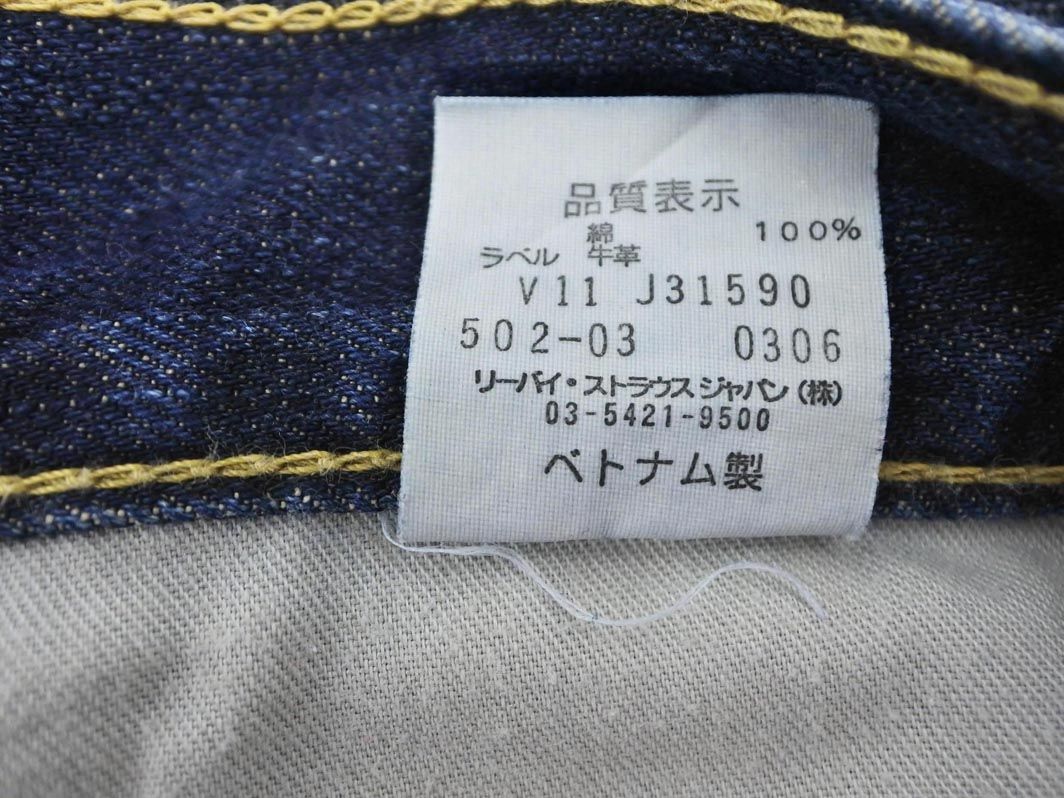 品質表示
綿 100%
ラベル 牛革
V11 J31590
502-03 0306
リーバイ・ストラウスジャパン(株)
03-5421-9500
ベトナム製